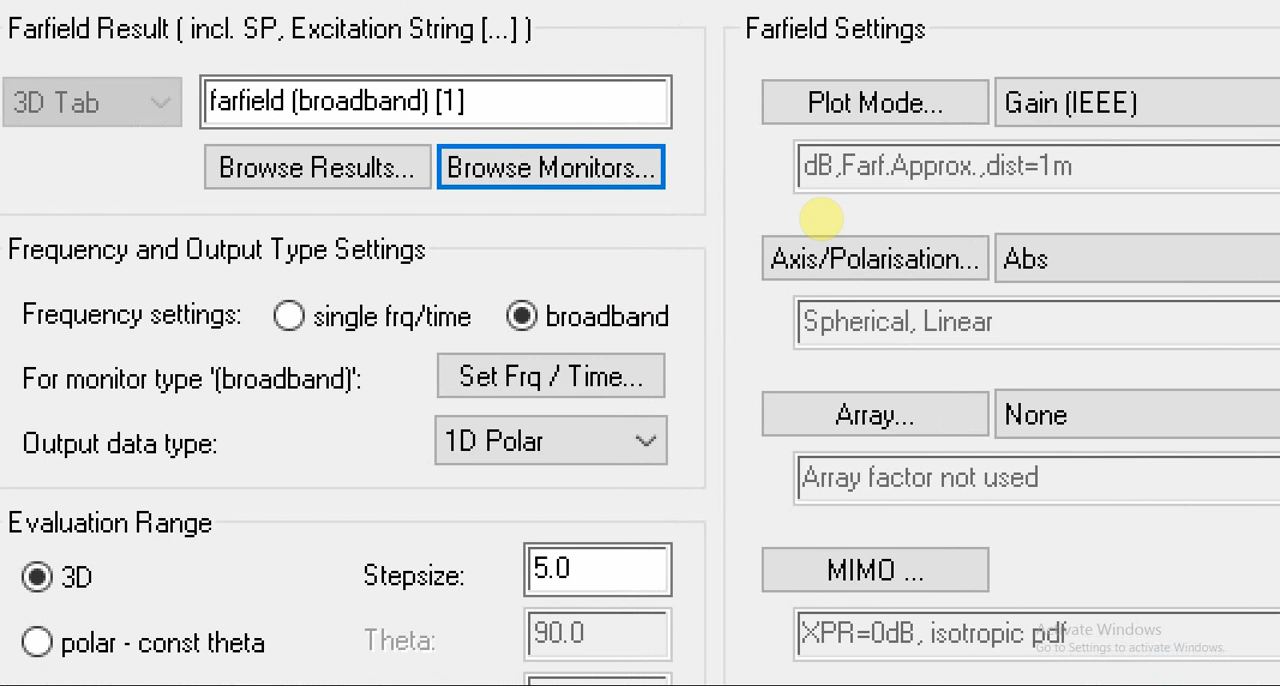 Farfield Result ( incl. SP, Excitation String [...] )
3D Tab
farfield (broadband) [1]
Browse Results...
Browse Monitors...
Frequency and Output Type Settings
Frequency settings:
single frq/time
broadband
For monitor type '(broadband)':
Set Frq / Time...
Output data type:
1D Polar
Evaluation Range
3D
Stepsize:
5.0
polar - const theta
Theta:
90.0
Farfield Settings
Plot Mode...
Gain (IEEE)
dB,Farf.Approx.,dist=1m
Axis/Polarisation...
Abs
Spherical, Linear
Array...
None
Array factor not used
MIMO ...
XPR=0dB, isotropic pdf
Activate Windows
Go to Settings to activate Windows.